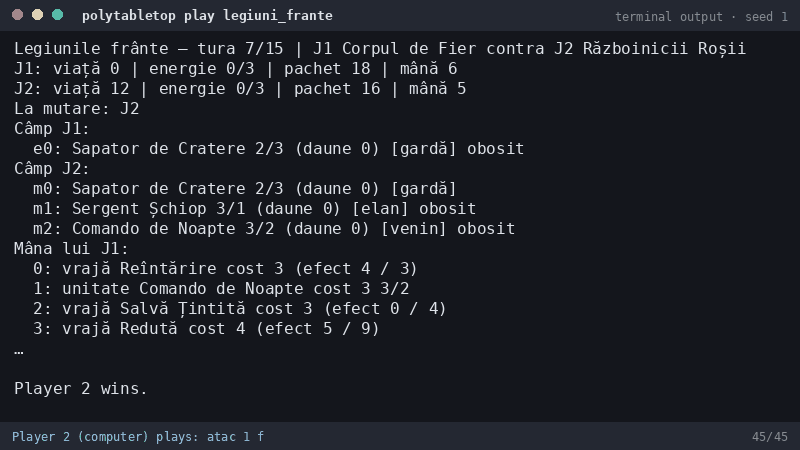 polytabletop play legiuni_frante
terminal output · seed 1
Legiunile frânte — tura 7/15 | J1 Corpul de Fier contra J2 Războinicii Roșii
J1: viață 0 | energie 0/3 | pachet 18 | mână 6
J2: viață 12 | energie 0/3 | pachet 16 | mână 5
La mutare: J2
Câmp J1:
e0: Sapator de Cratere 2/3 (daune 0) [gardă] obosit
Câmp J2:
m0: Sapator de Cratere 2/3 (daune 0) [gardă]
m1: Sergent Șchiop 3/1 (daune 0) [elan] obosit
m2: Comando de Noapte 3/2 (daune 0) [venin] obosit
Mâna lui J1:
0: vrajă Reîntărire cost 3 (efect 4 / 3)
1: unitate Comando de Noapte cost 3 3/2
2: vrajă Salvă Țintită cost 3 (efect 0 / 4)
3: vrajă Redută cost 4 (efect 5 / 9)
…
Player 2 wins.
Player 2 (computer) plays: atac 1 f
45/45